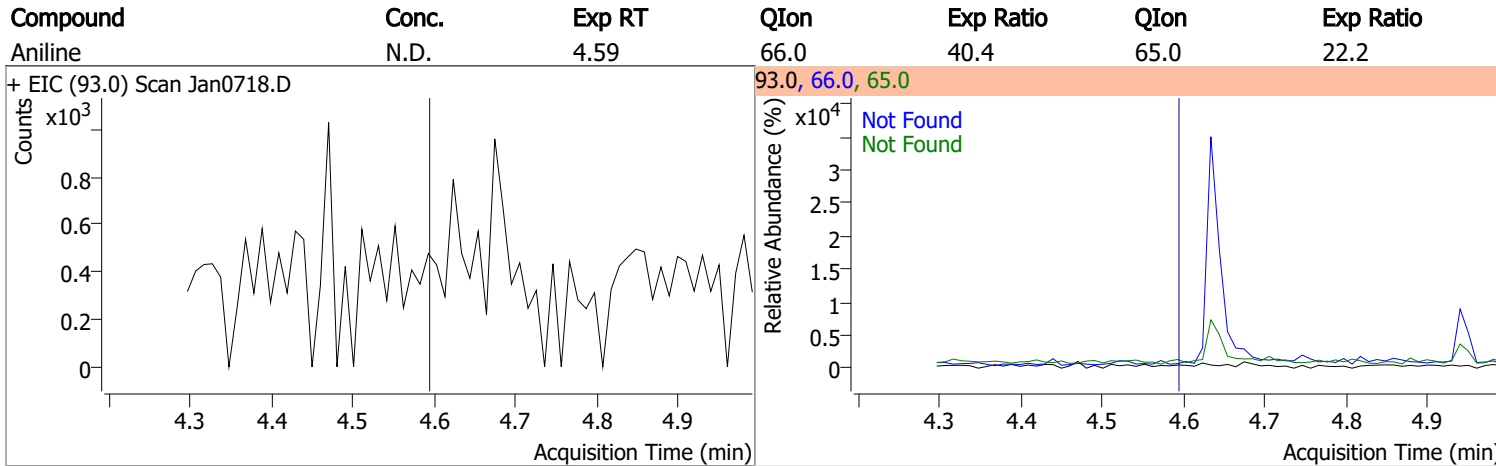 Compound Conc. Exp RT QIon Exp Ratio QIon Exp Ratio
Aniline N.D. 4.59 66.0 40.4 65.0 22.2
+ EIC (93.0) Scan Jan0718.D
Counts
x10³
0.8
0.6
0.4
0.2
0
4.3 4.4 4.5 4.6 4.7 4.8 4.9
Acquisition Time (min)
93.0, 66.0, 65.0
Relative Abundance (%)
x10⁴
Not Found
Not Found
3
2.5
2
1.5
1
0.5
0
4.3 4.4 4.5 4.6 4.7 4.8 4.9
Acquisition Time (min)